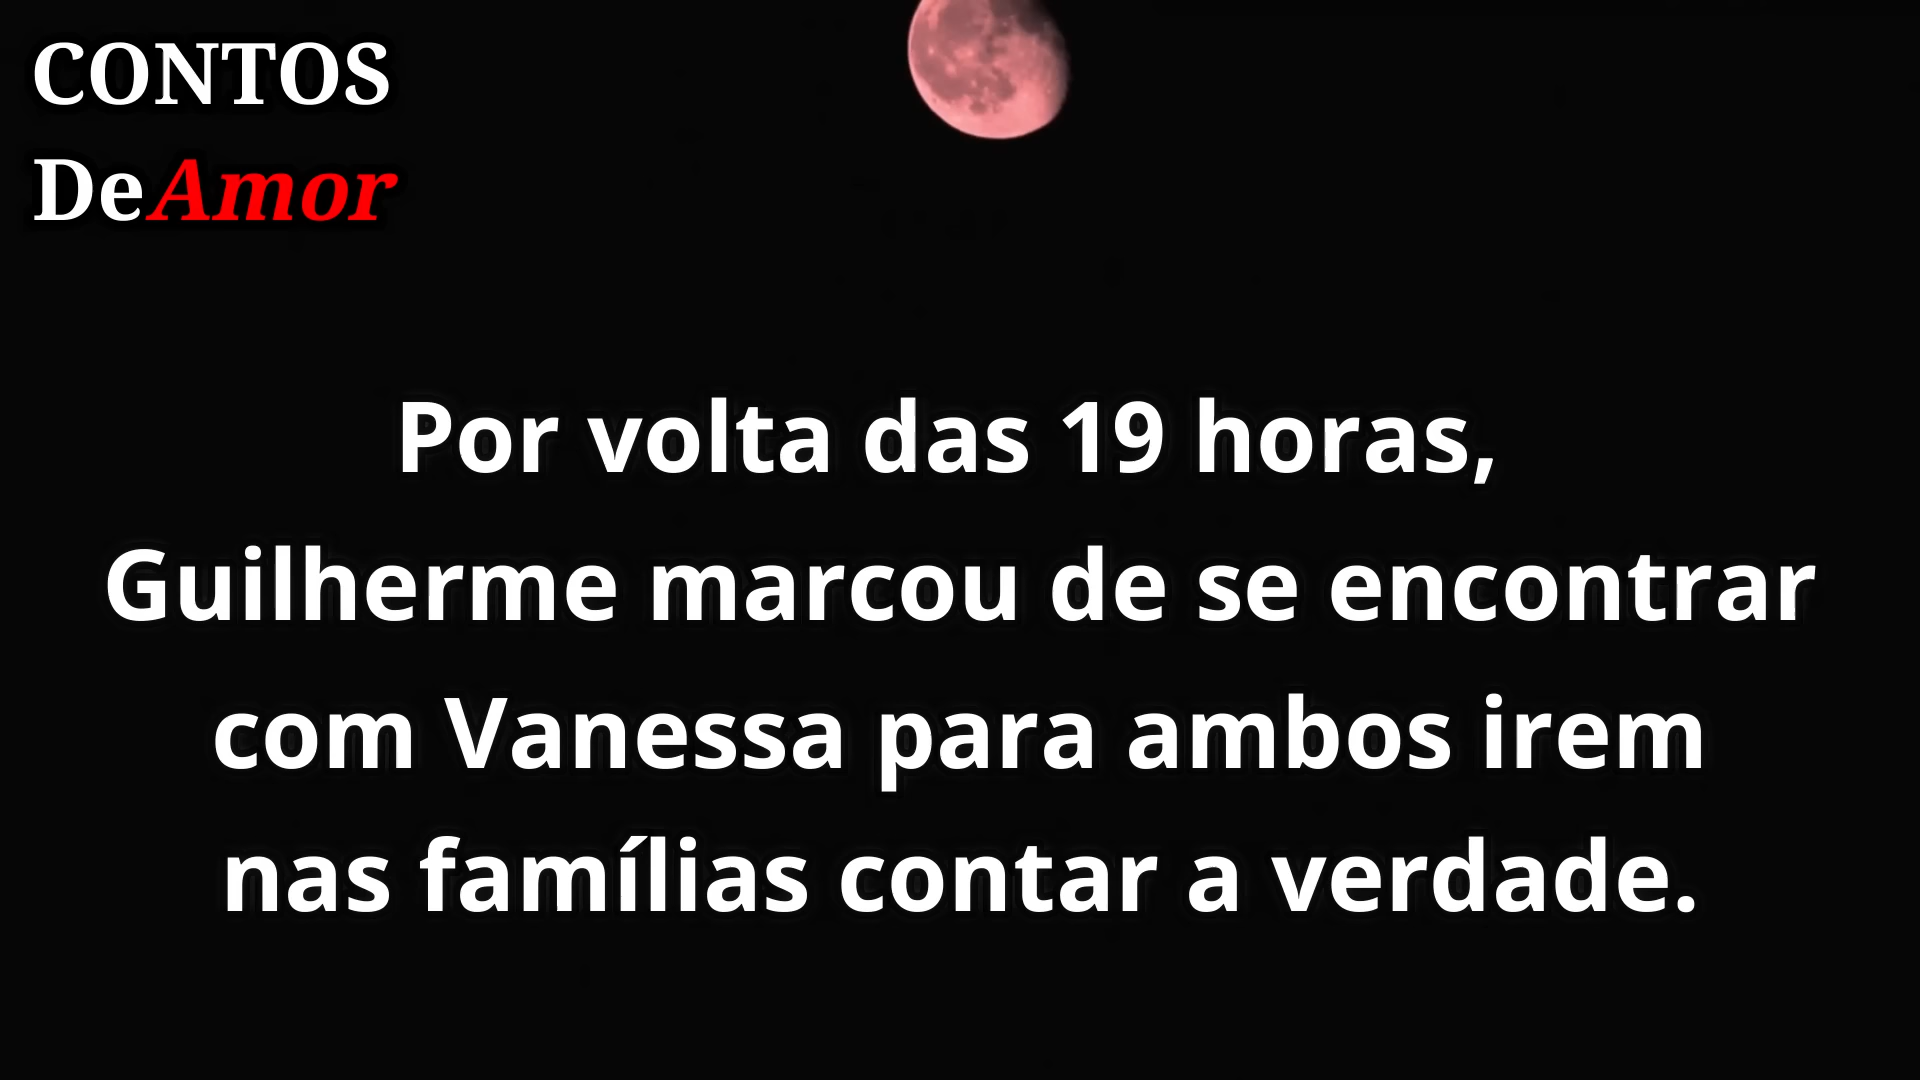 CONTOS
DeAmor
Por volta das 19 horas,
Guilherme marcou de se encontrar
com Vanessa para ambos irem
nas famílias contar a verdade.